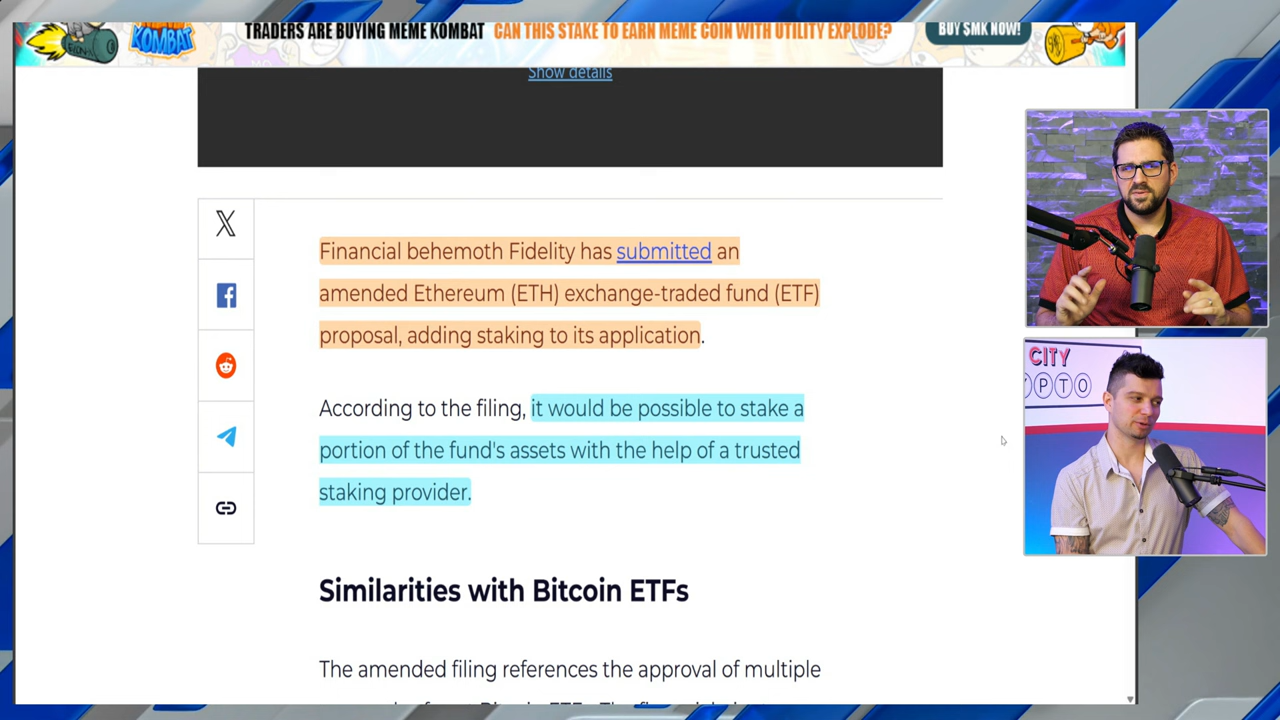 TRADERS ARE BUYING MEME KOMBAT CAN THIS STAKE TO EARN MEME COIN WITH UTILITY EXPLODE?
BUY $MK NOW!
KOMBAT
Show details
Financial behemoth Fidelity has submitted an
amended Ethereum (ETH) exchange-traded fund (ETF)
proposal, adding staking to its application.
According to the filing, it would be possible to stake a
portion of the fund's assets with the help of a trusted
staking provider.
Similarities with Bitcoin ETFs
The amended filing references the approval of multiple
CITY
PTO